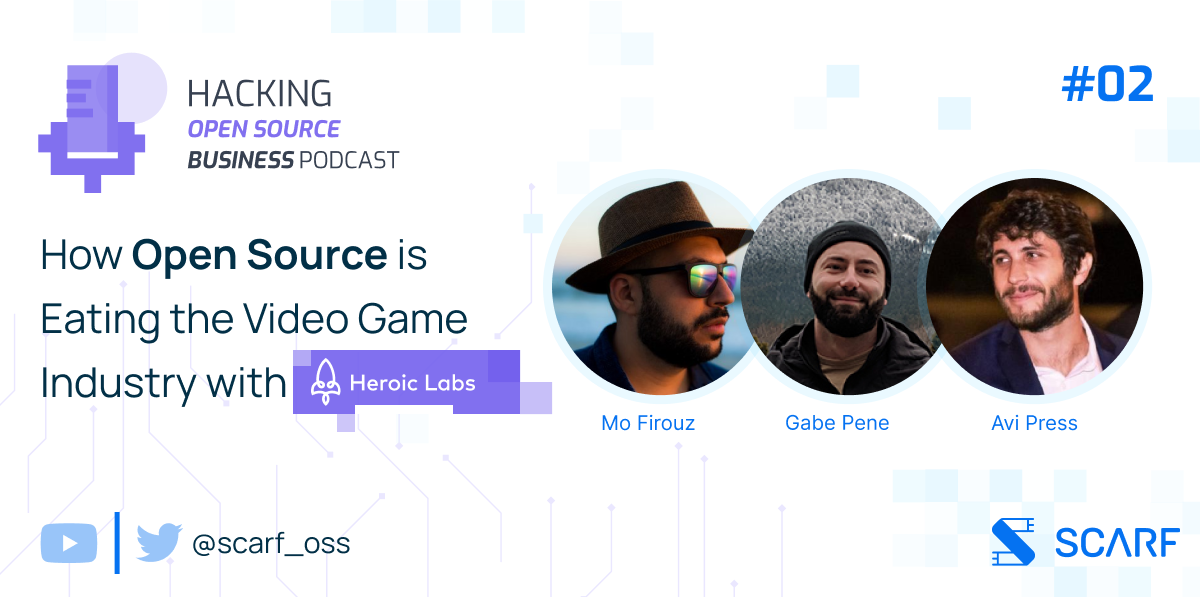 HACKING
OPEN SOURCE
BUSINESS PODCAST
#02
How Open Source is
Eating the Video Game
Industry with Heroic Labs
Mo Firouz
Gabe Pene
Avi Press
@scarf_oss
SCARF